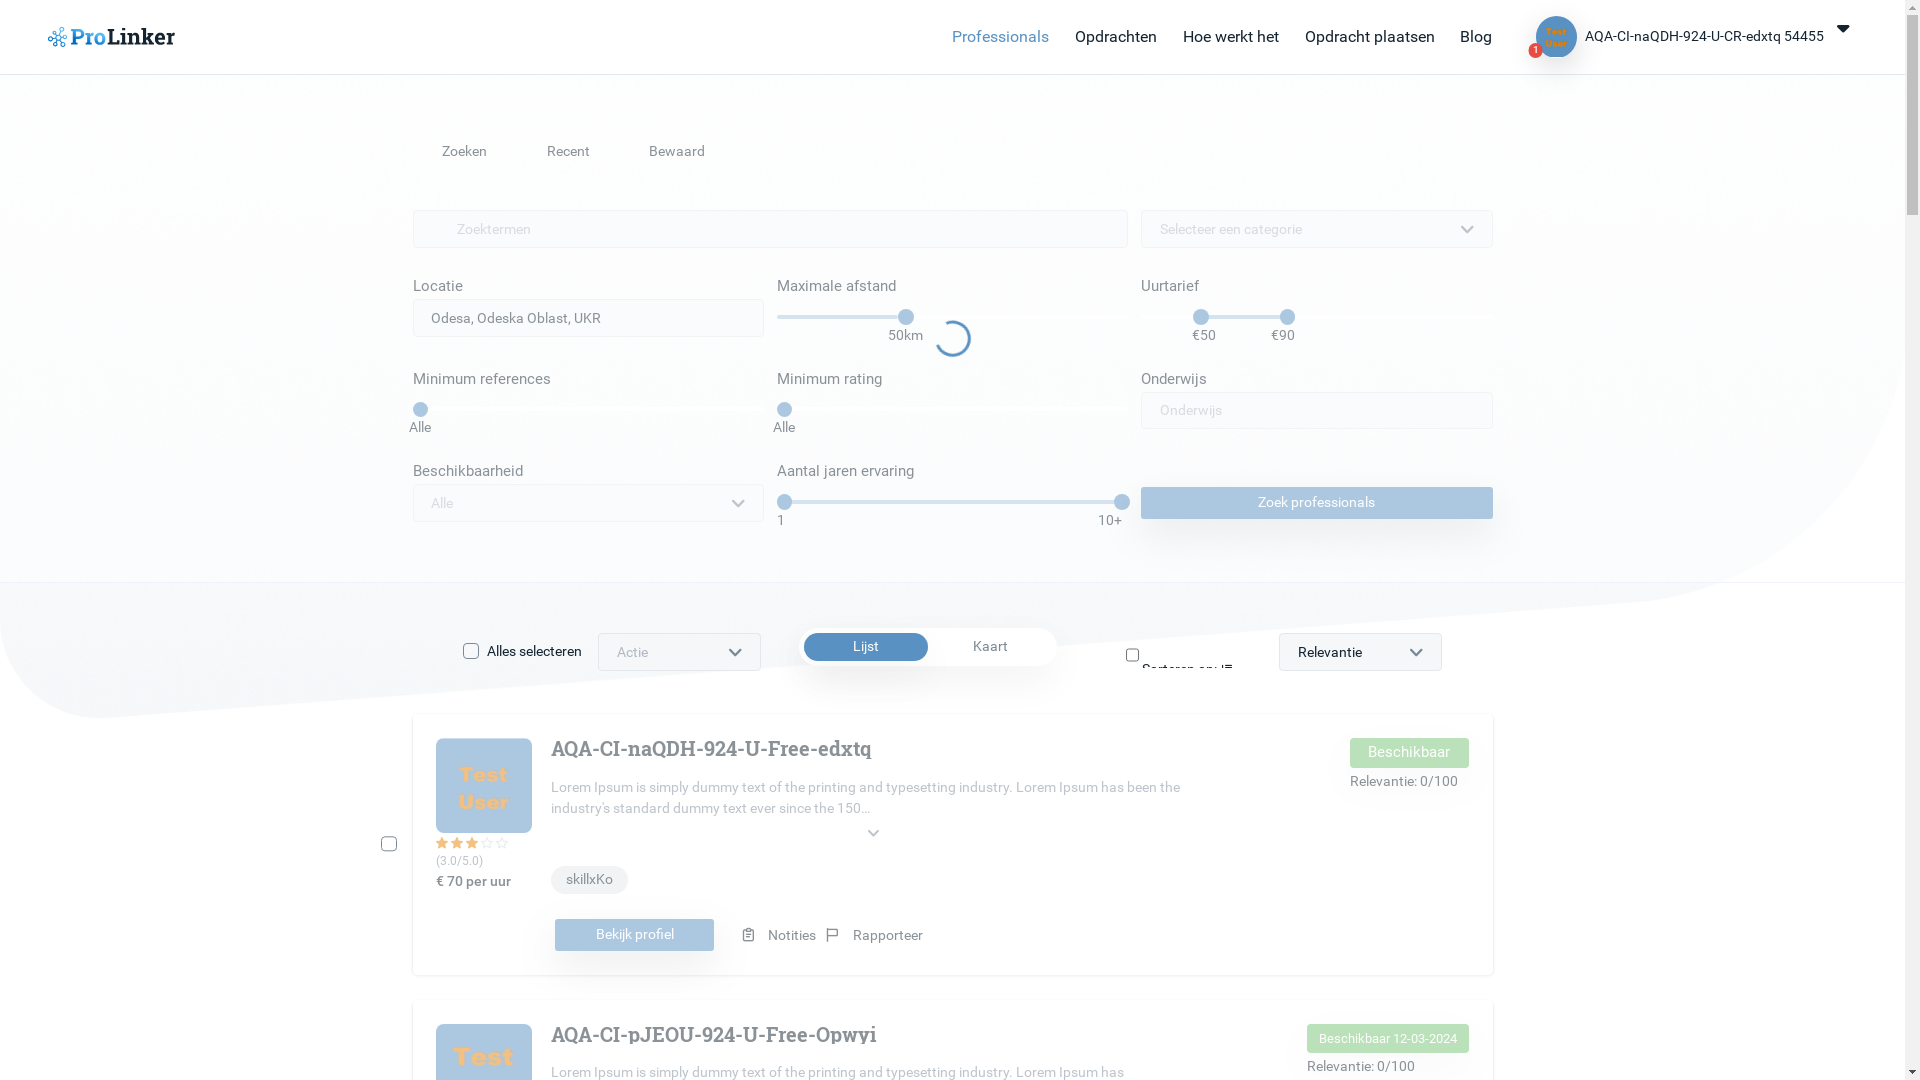 ProLinker
Professionals Opdrachten Hoe werkt het Opdracht plaatsen Blog
Test User
1
AQA-CI-naQDH-924-U-CR-edxtq 54455
Zoeken Recent Bewaard
Zoektermen
Selecteer een categorie
Locatie Maximale afstand Uurtarief
Odesa, Odeska Oblast, UKR
50km €50 €90
Minimum references Minimum rating Onderwijs
Onderwijs
Alle Alle
Beschikbaarheid Aantal jaren ervaring
Alle
Zoek professionals
1 10+
Alles selecteren Actie Lijst Kaart Sorteren op: Relevantie
AQA-CI-naQDH-924-U-Free-edxtq
Beschikbaar
Test
User
Relevantie: 0/100
Lorem Ipsum is simply dummy text of the printing and typesetting industry. Lorem Ipsum has been the
industry's standard dummy text ever since the 150...
(3.0/5.0)
€ 70 per uur
skillxKo
Bekijk profiel Notities Rapporteer
AQA-CI-pJEOU-924-U-Free-Opwyi
Beschikbaar 12-03-2024
Test
Relevantie: 0/100
Lorem Ipsum is simply dummy text of the printing and typesetting industry. Lorem Ipsum has